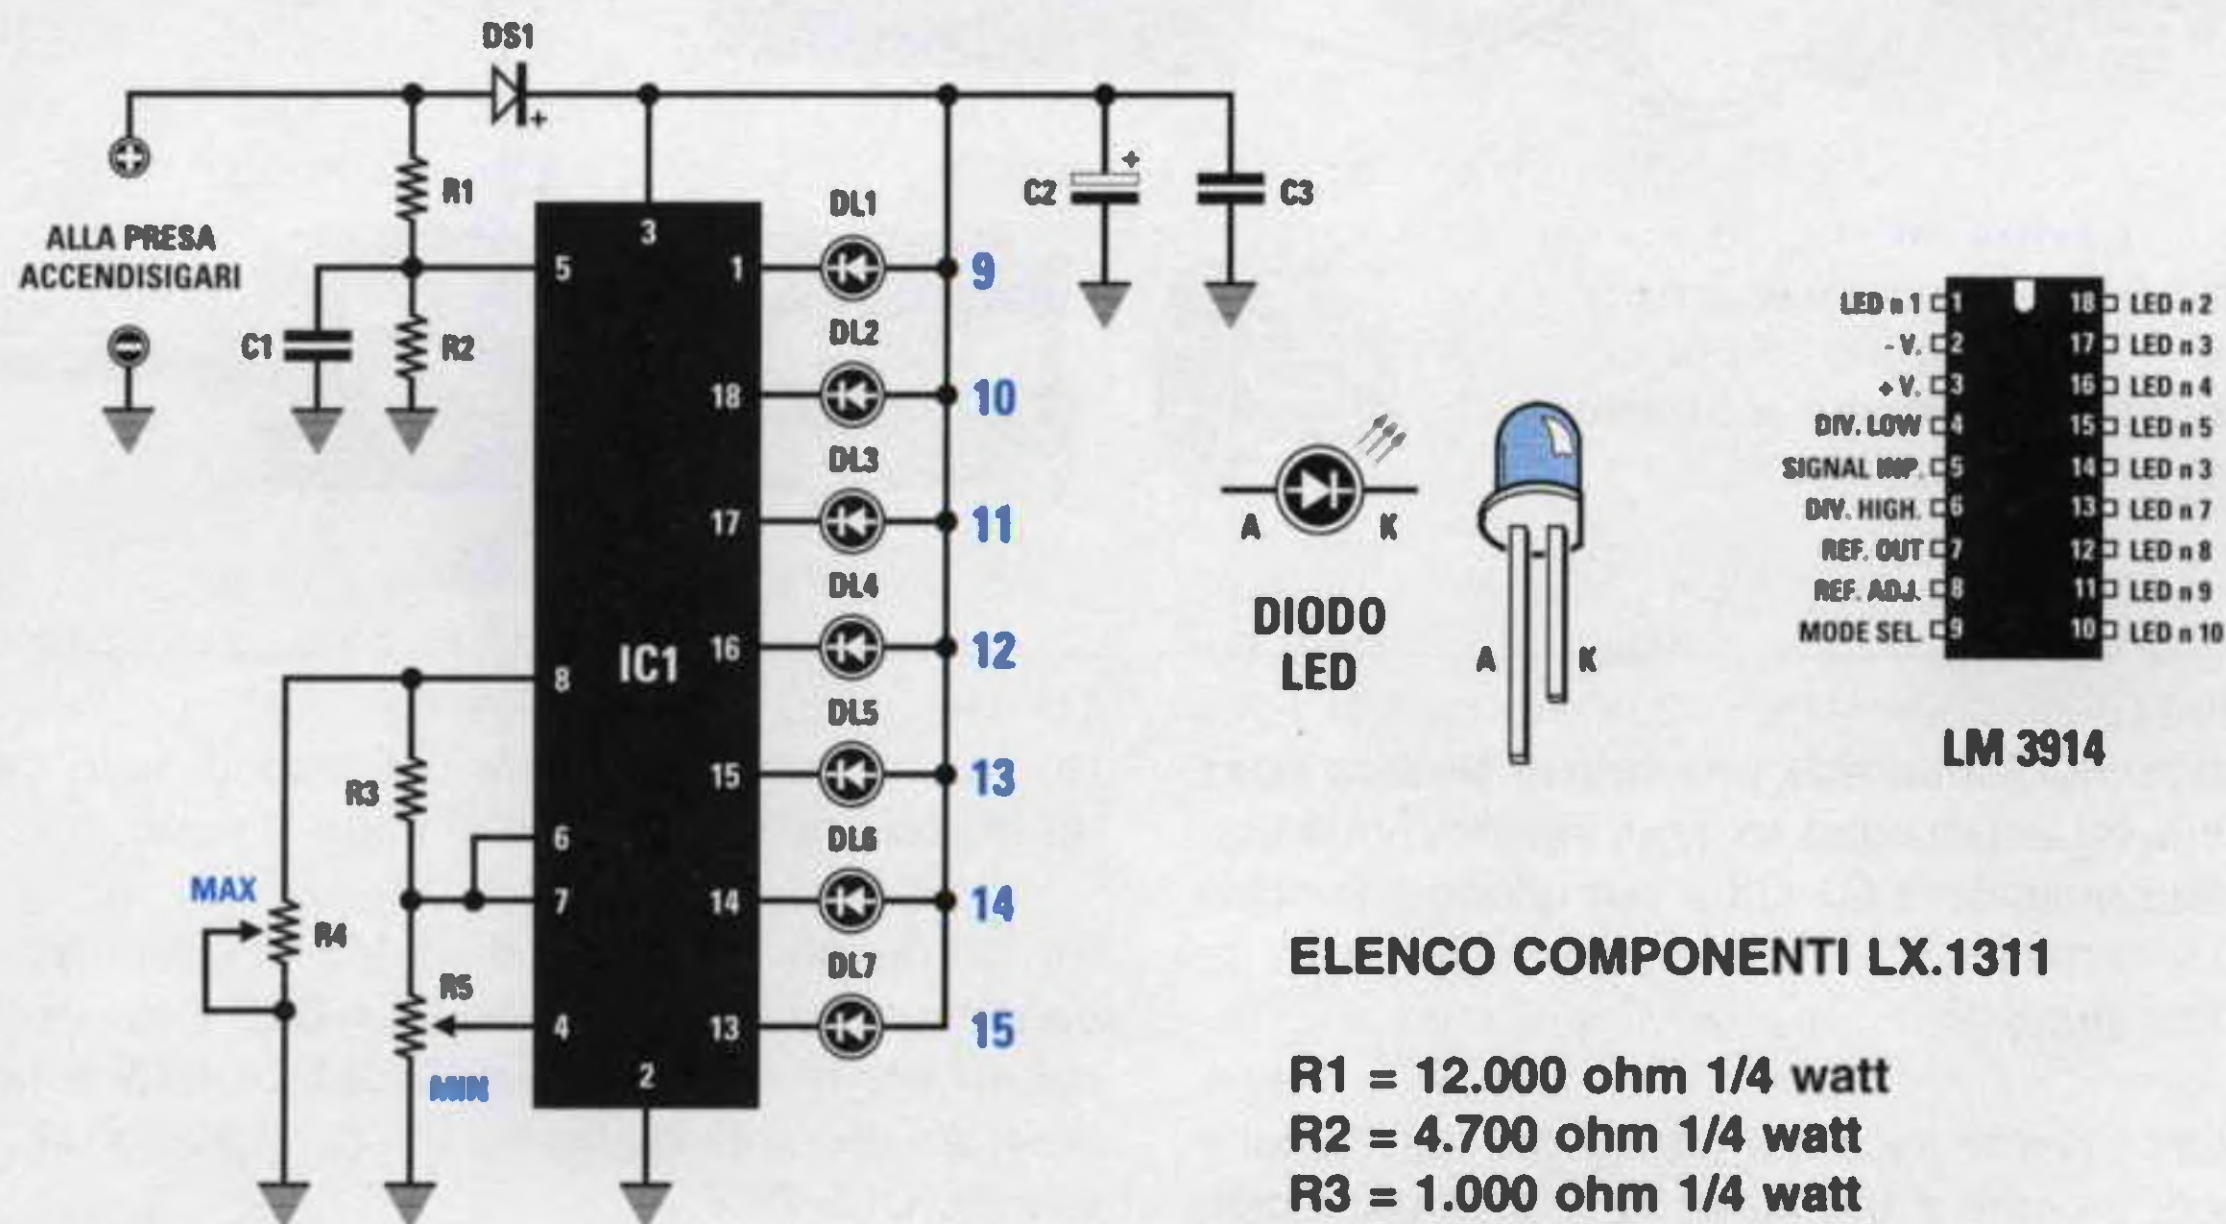 DS1
+
R1
ALLA PRESA
ACCENDISIGARI
C1
R2
3
5
1
DL1
9
18
DL2
10
17
DL3
11
IC1
8
16
DL4
12
R3
15
DL5
13
6
7
14
DL6
14
MAX
R4
R5
4
13
DL7
15
MIN
2
C2
+
C3
A
K
DIODO
LED
A
K
LED n 1 1 18 LED n 2
- V. 2 17 LED n 3
+ V. 3 16 LED n 4
DIV. LOW 4 15 LED n 5
SIGNAL INP. 5 14 LED n 3
DIV. HIGH. 6 13 LED n 7
REF. OUT 7 12 LED n 8
REF. ADJ. 8 11 LED n 9
MODE SEL. 9 10 LED n 10
LM 3914
ELENCO COMPONENTI LX.1311
R1 = 12.000 ohm 1/4 watt
R2 = 4.700 ohm 1/4 watt
R3 = 1.000 ohm 1/4 watt